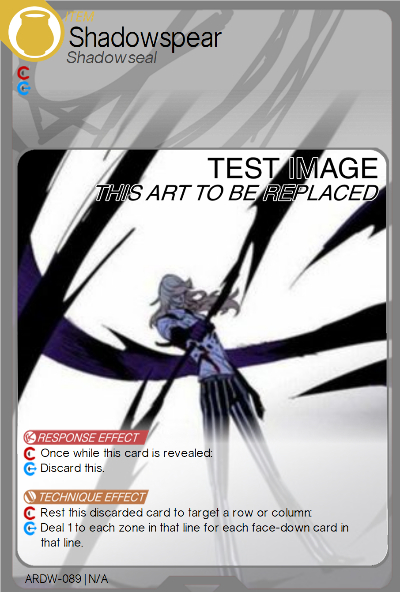 Shadowspear
Shadowseal
TEST IMAGE
THIS ART TO BE REPLACED
RESPONSE EFFECT
Once while this card is revealed:
Discard this.
TECHNIQUE EFFECT
Rest this discarded card to target a row or column:
Deal 1 to each zone in that line for each face-down card in
that line.
ARDW-089 | N/A